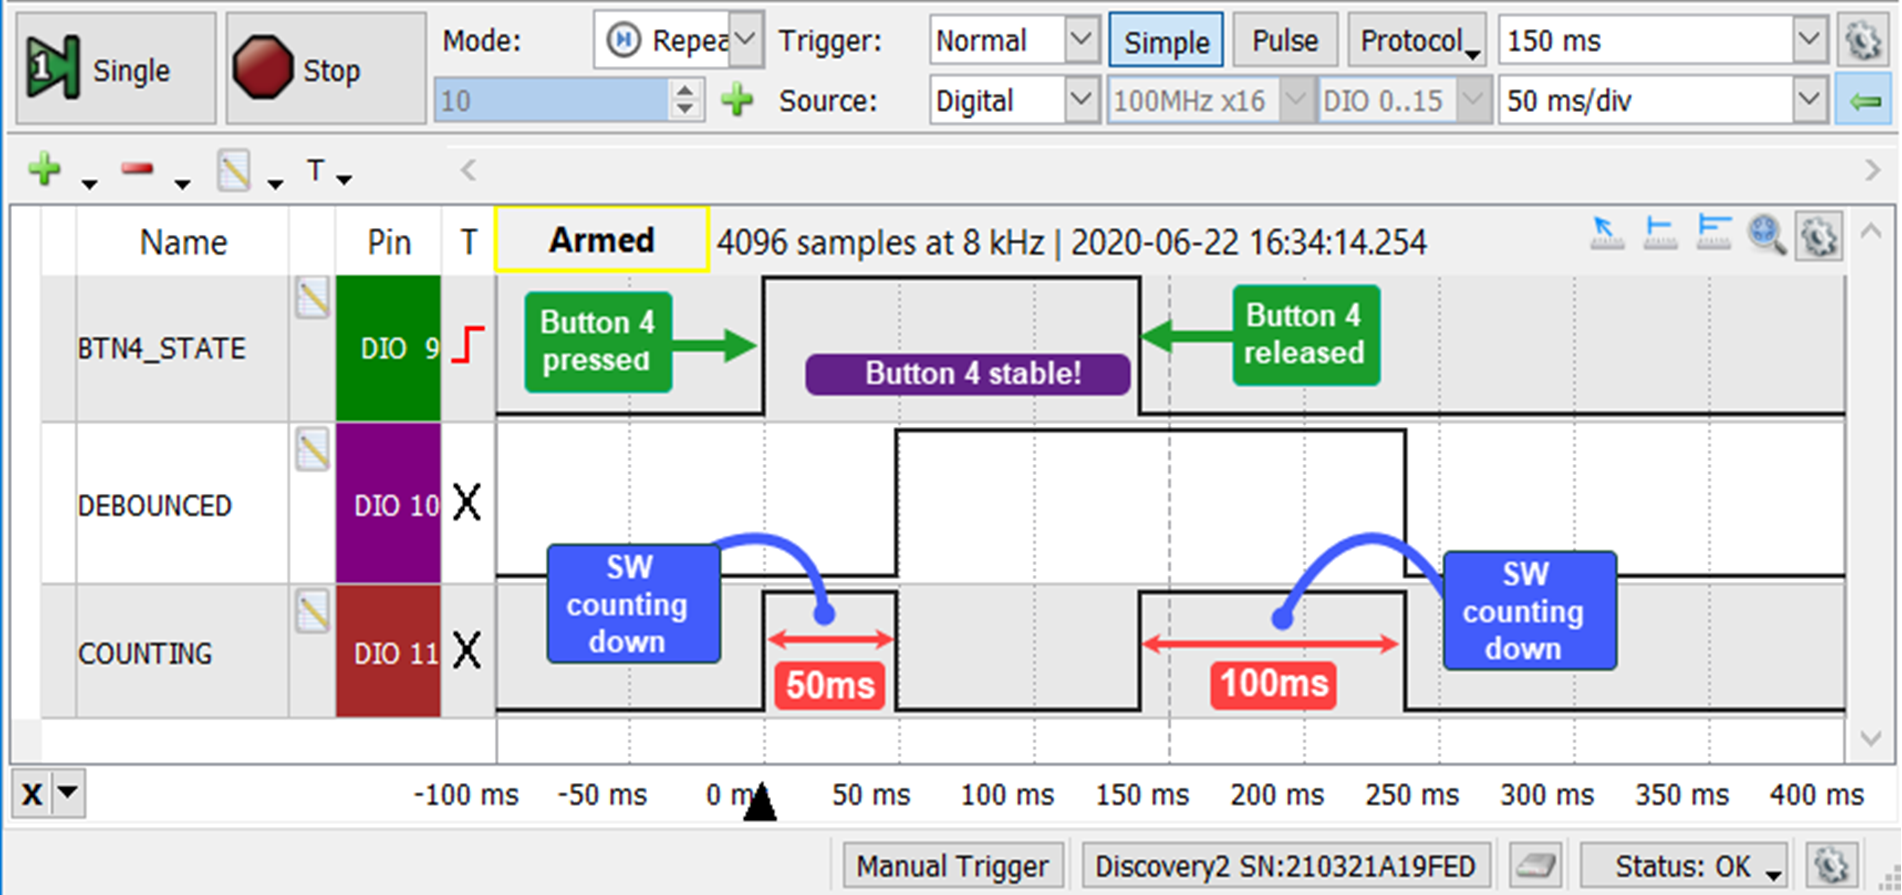 Single
Stop
Mode:
Repea
Trigger:
Normal
Simple
Pulse
Protocol
150 ms
10
Source:
Digital
100MHz x16
DIO 0..15
50 ms/div
T
Name
Pin
T
Armed
4096 samples at 8 kHz | 2020-06-22 16:34:14.254
BTN4_STATE
DIO 9
Button 4
pressed
Button 4 stable!
Button 4
released
DEBOUNCED
DIO 10
X
SW
counting
down
SW
counting
down
COUNTING
DIO 11
X
50ms
100ms
X
-100 ms
-50 ms
0 m
50 ms
100 ms
150 ms
200 ms
250 ms
300 ms
350 ms
400 ms
Manual Trigger
Discovery2 SN:210321A19FED
Status: OK